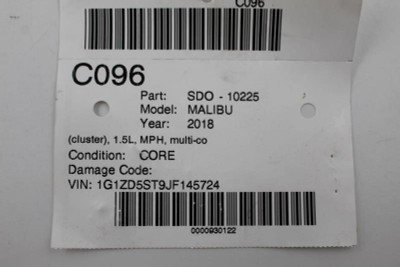 C096
C096
Part: SDO - 10225
Model: MALIBU
Year: 2018
(cluster), 1.5L, MPH, multi-co
Condition: CORE
Damage Code:
VIN: 1G1ZD5ST9JF145724
0000930122